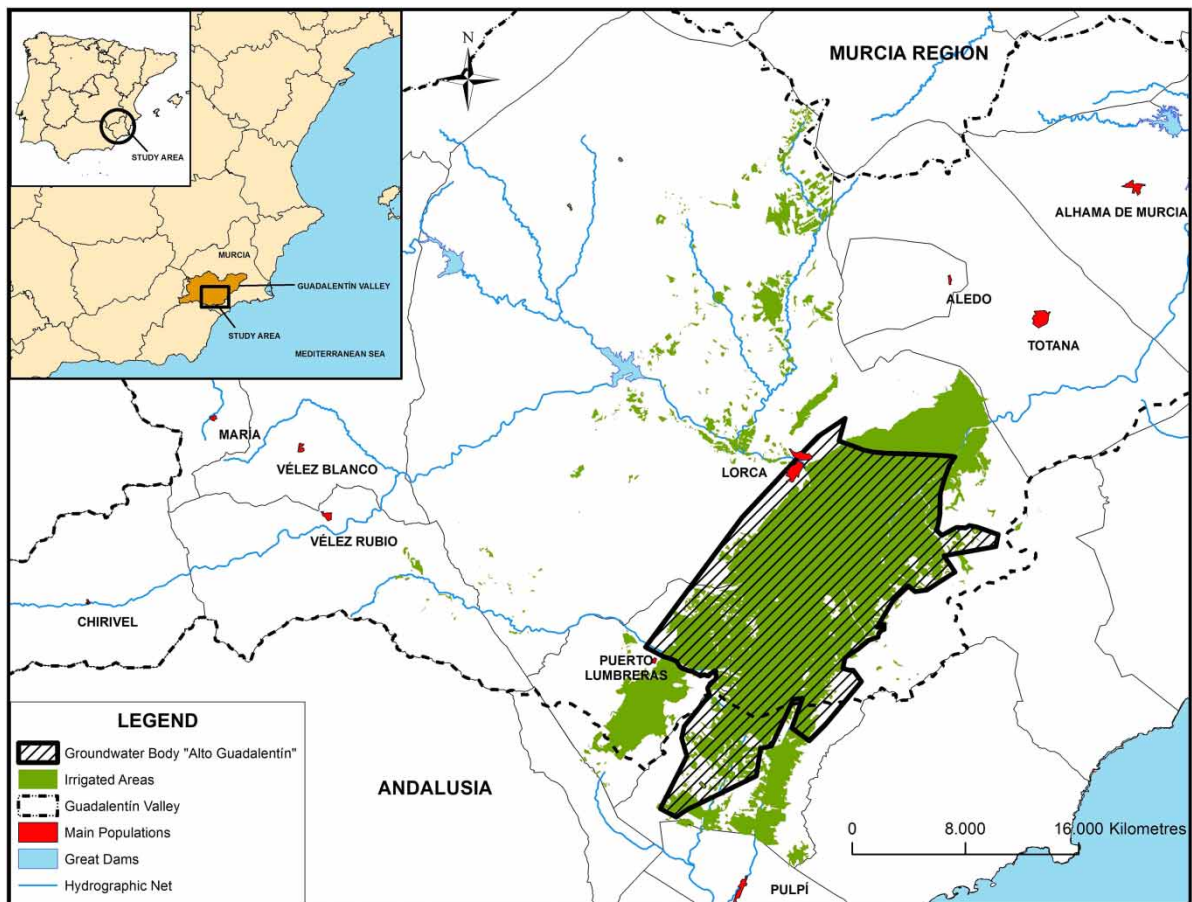 STUDY AREA
MURCIA
GUADALENTÍN VALLEY
STUDY AREA
MEDITERRANEAN SEA
N
MURCIA REGIÓN
ALHAMA DE MURCIA
ALEDO
TOTANA
MARÍA
VÉLEZ BLANCO
LORCA
VÉLEZ RUBIO
CHIRIVEL
PUERTO
LUMBRERAS
ANDALUSIA
PULPÍ
LEGEND
Groundwater Body "Alto Guadalentín"
Irrigated Areas
Guadalentín Valley
Main Populations
Great Dams
Hydrographic Net
0 8.000 16.000 Kilometres